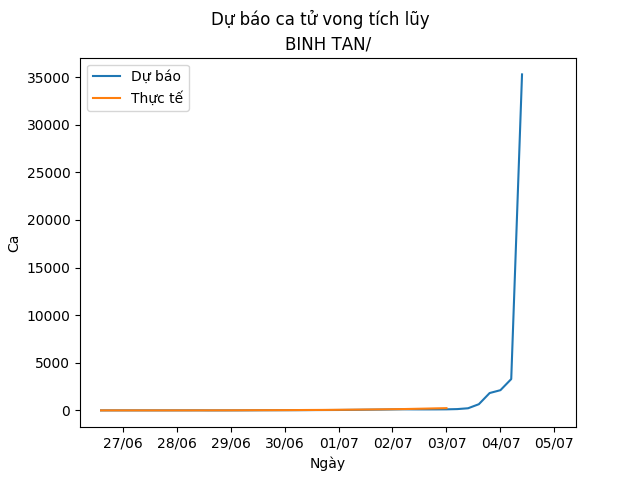 Dự báo ca tử vong tích lũy
BINH TAN/
Dự báo
Thực tế
35000
30000
25000
20000
15000
10000
5000
0
Ca
27/06 28/06 29/06 30/06 01/07 02/07 03/07 04/07 05/07
Ngày